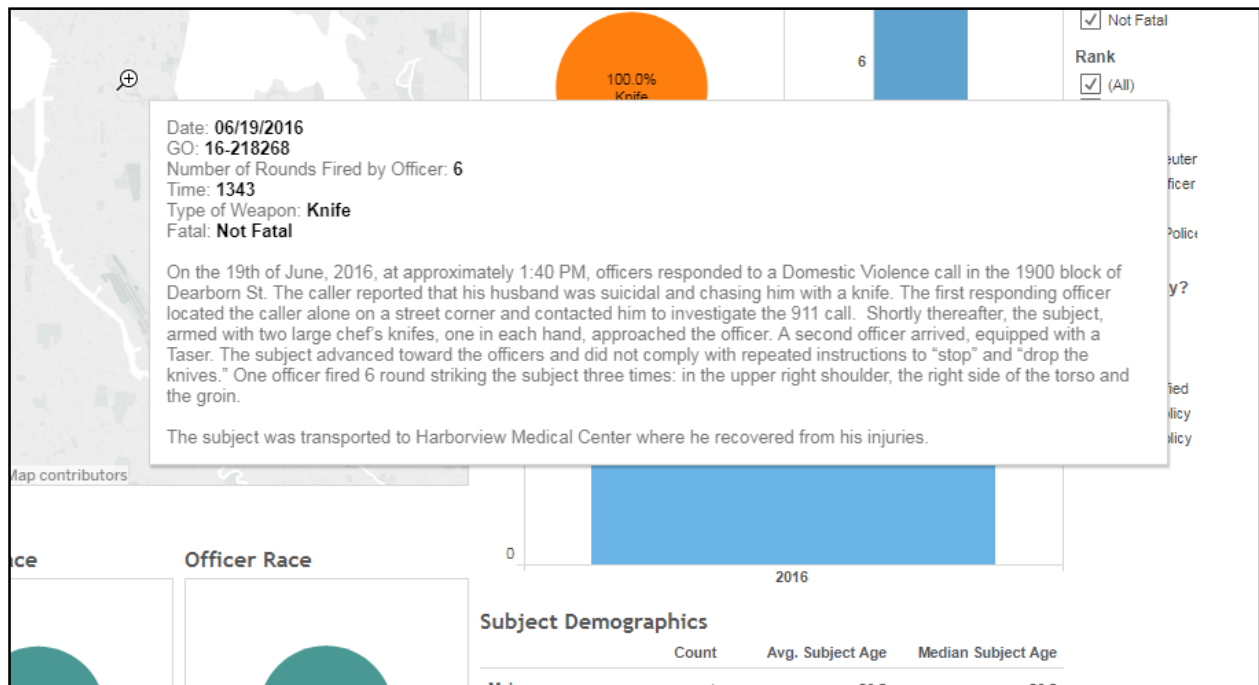 Not Fatal
Rank
(All)
6
100.0%
Knife
Date: 06/19/2016
GO: 16-218268
Number of Rounds Fired by Officer: 6
Time: 1343
Type of Weapon: Knife
Fatal: Not Fatal
On the 19th of June, 2016, at approximately 1:40 PM, officers responded to a Domestic Violence call in the 1900 block of
Dearborn St. The caller reported that his husband was suicidal and chasing him with a knife. The first responding officer
located the caller alone on a street corner and contacted him to investigate the 911 call.  Shortly thereafter, the subject,
armed with two large chef's knifes, one in each hand, approached the officer. A second officer arrived, equipped with a
Taser. The subject advanced toward the officers and did not comply with repeated instructions to “stop” and “drop the
knives.” One officer fired 6 round striking the subject three times: in the upper right shoulder, the right side of the torso and
the groin.
The subject was transported to Harborview Medical Center where he recovered from his injuries.
euter
ficer
Police
y?
fied
licy
licy
Map contributors
0
2016
ace
Officer Race
Subject Demographics
Count Avg. Subject Age Median Subject Age